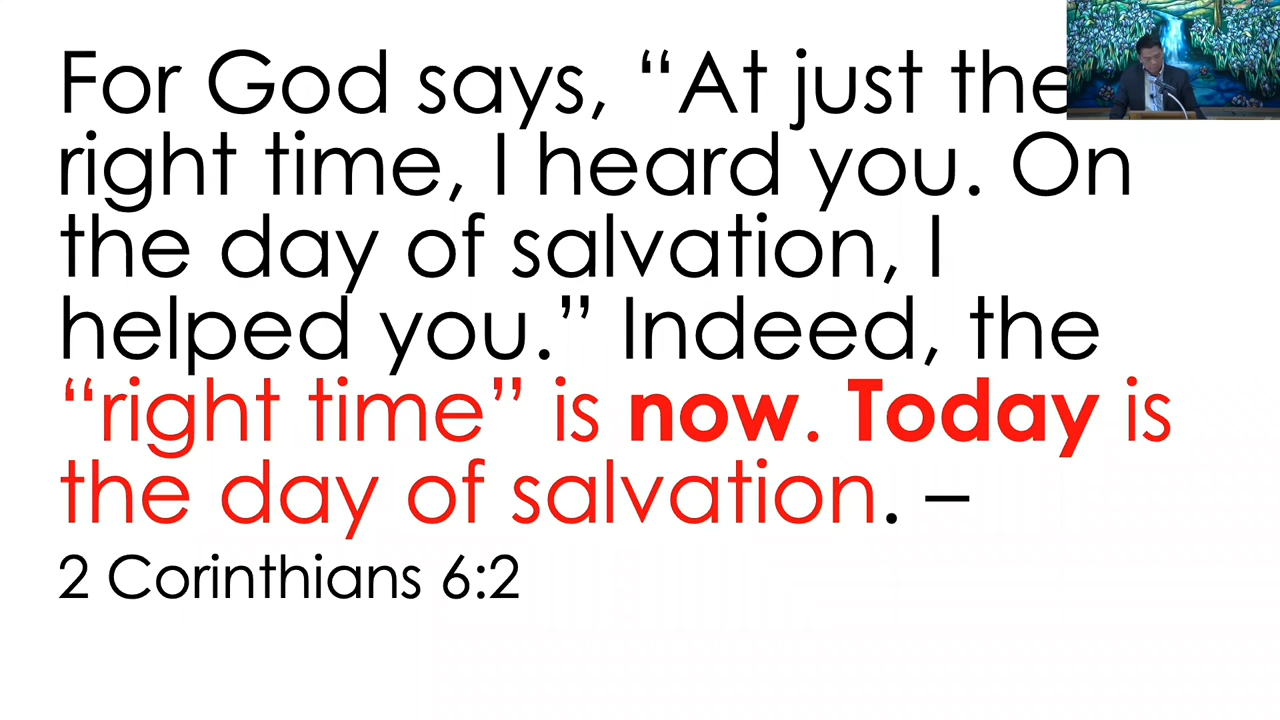 For God says, “At just the
right time, I heard you. On
the day of salvation, I
helped you.” Indeed, the
“right time” is now. Today is
the day of salvation. –
2 Corinthians 6:2